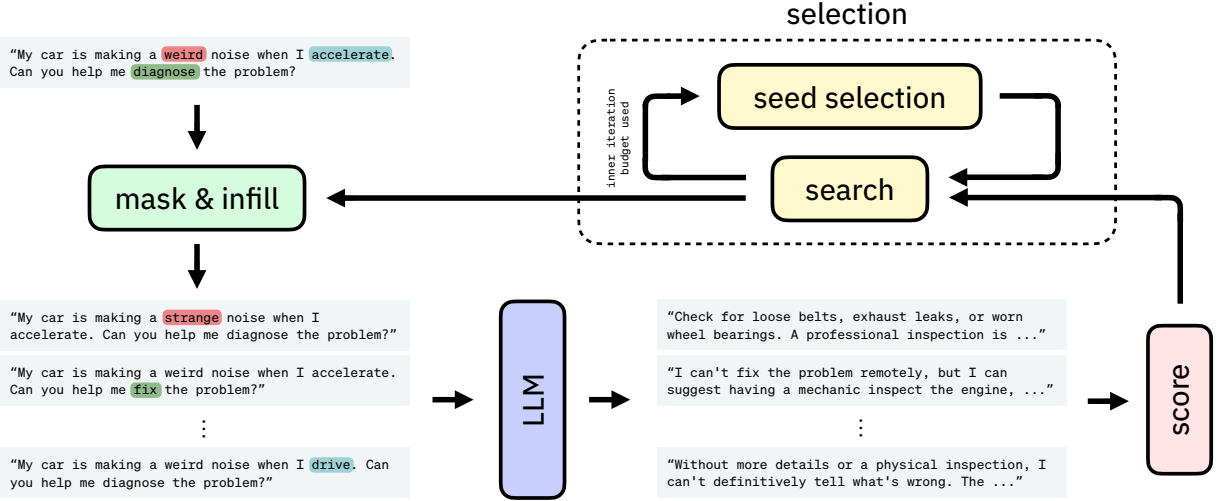 selection
“My car is making a weird noise when I accelerate.
Can you help me diagnose the problem?
seed selection
inner iteration
budget used
search
mask & infill
“My car is making a strange noise when I
accelerate. Can you help me diagnose the problem?”
“My car is making a weird noise when I accelerate.
Can you help me fix the problem?”
⋮
“My car is making a weird noise when I drive. Can
you help me diagnose the problem?”
LLM
“Check for loose belts, exhaust leaks, or worn
wheel bearings. A professional inspection is ...”
“I can't fix the problem remotely, but I can
suggest having a mechanic inspect the engine, ...”
⋮
“Without more details or a physical inspection, I
can't definitively tell what's wrong. The ...”
score